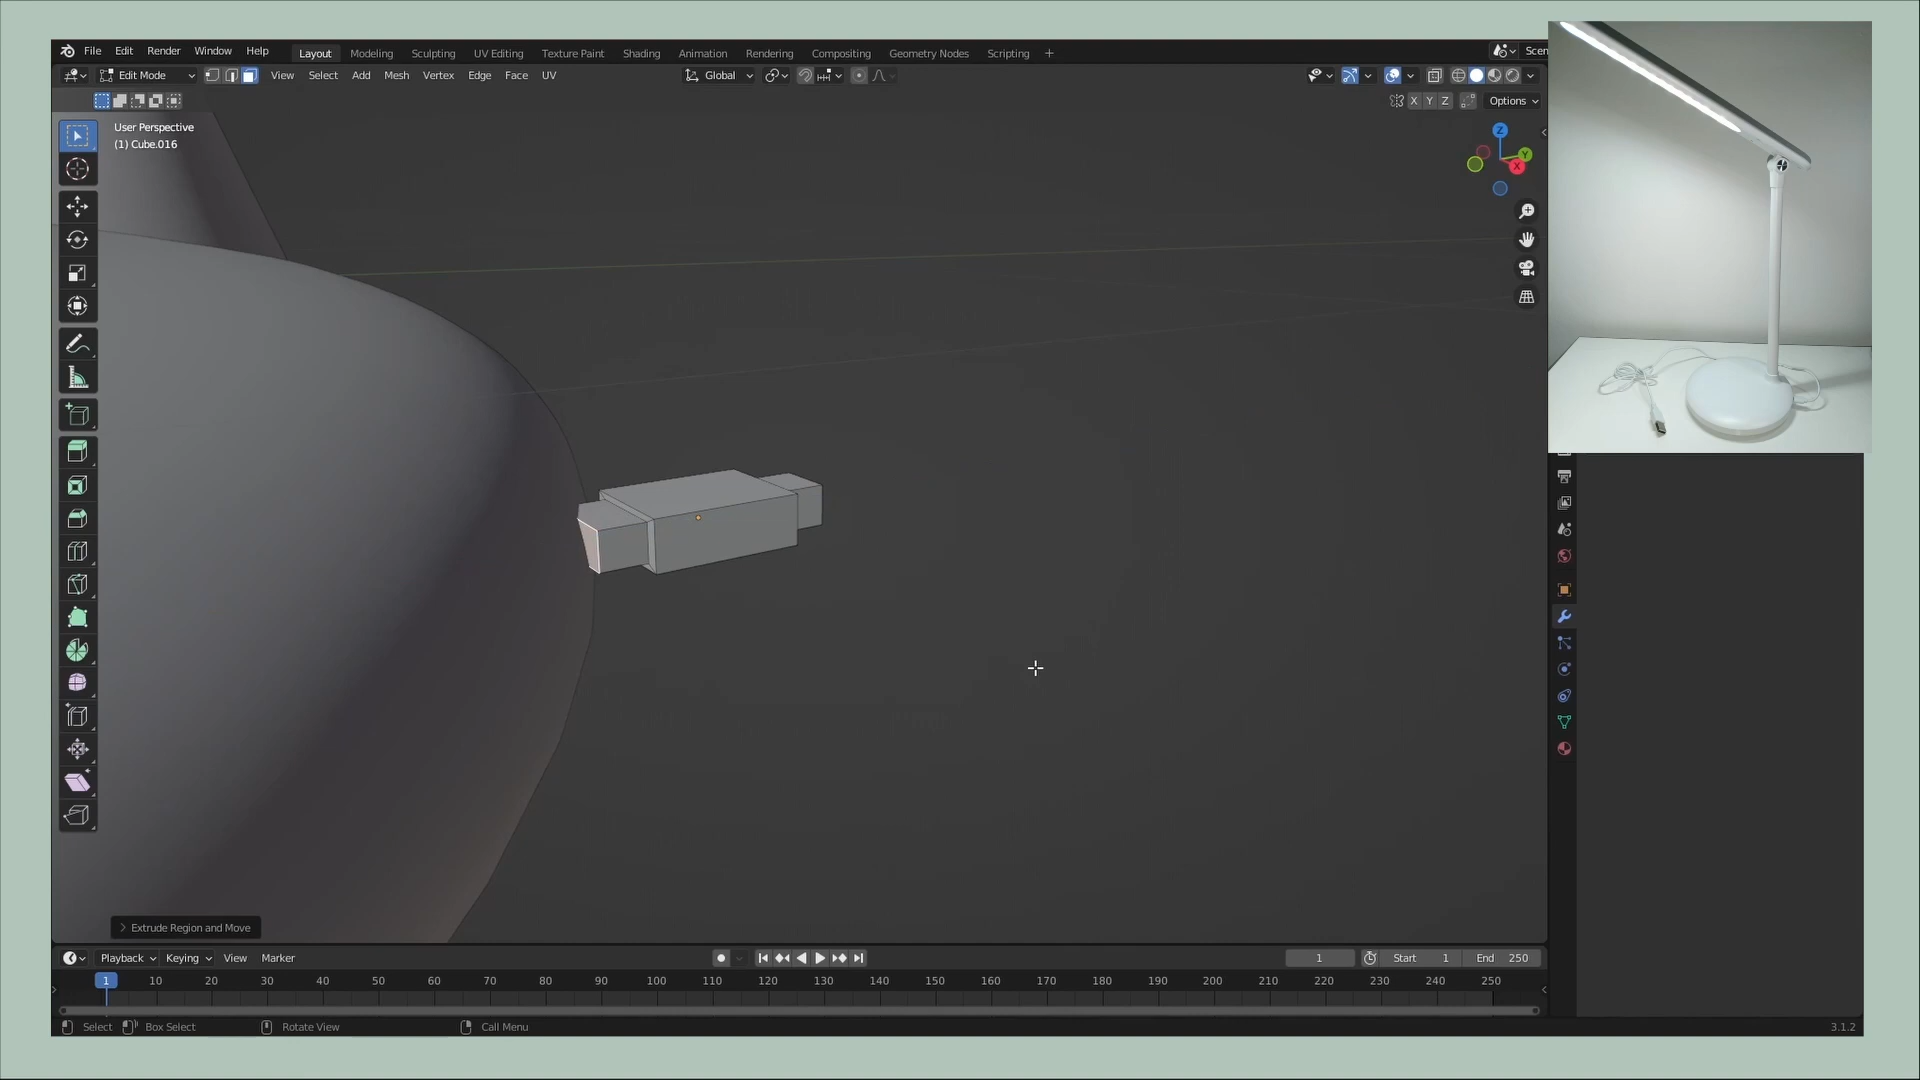 File Edit Render Window Help Layout Modeling Sculpting UV Editing Texture Paint Shading Animation Rendering Compositing Geometry Nodes Scripting + Scen
Edit Mode View Select Add Mesh Vertex Edge Face UV Global
X Y Z Options
User Perspective
(1) Cube.016
Z
Y
X
Extrude Region and Move
Playback Keying View Marker 1 Start 1 End 250
1 10 20 30 40 50 60 70 80 90 100 110 120 130 140 150 160 170 180 190 200 210 220 230 240 250
Select Box Select Rotate View Call Menu 3.1.2